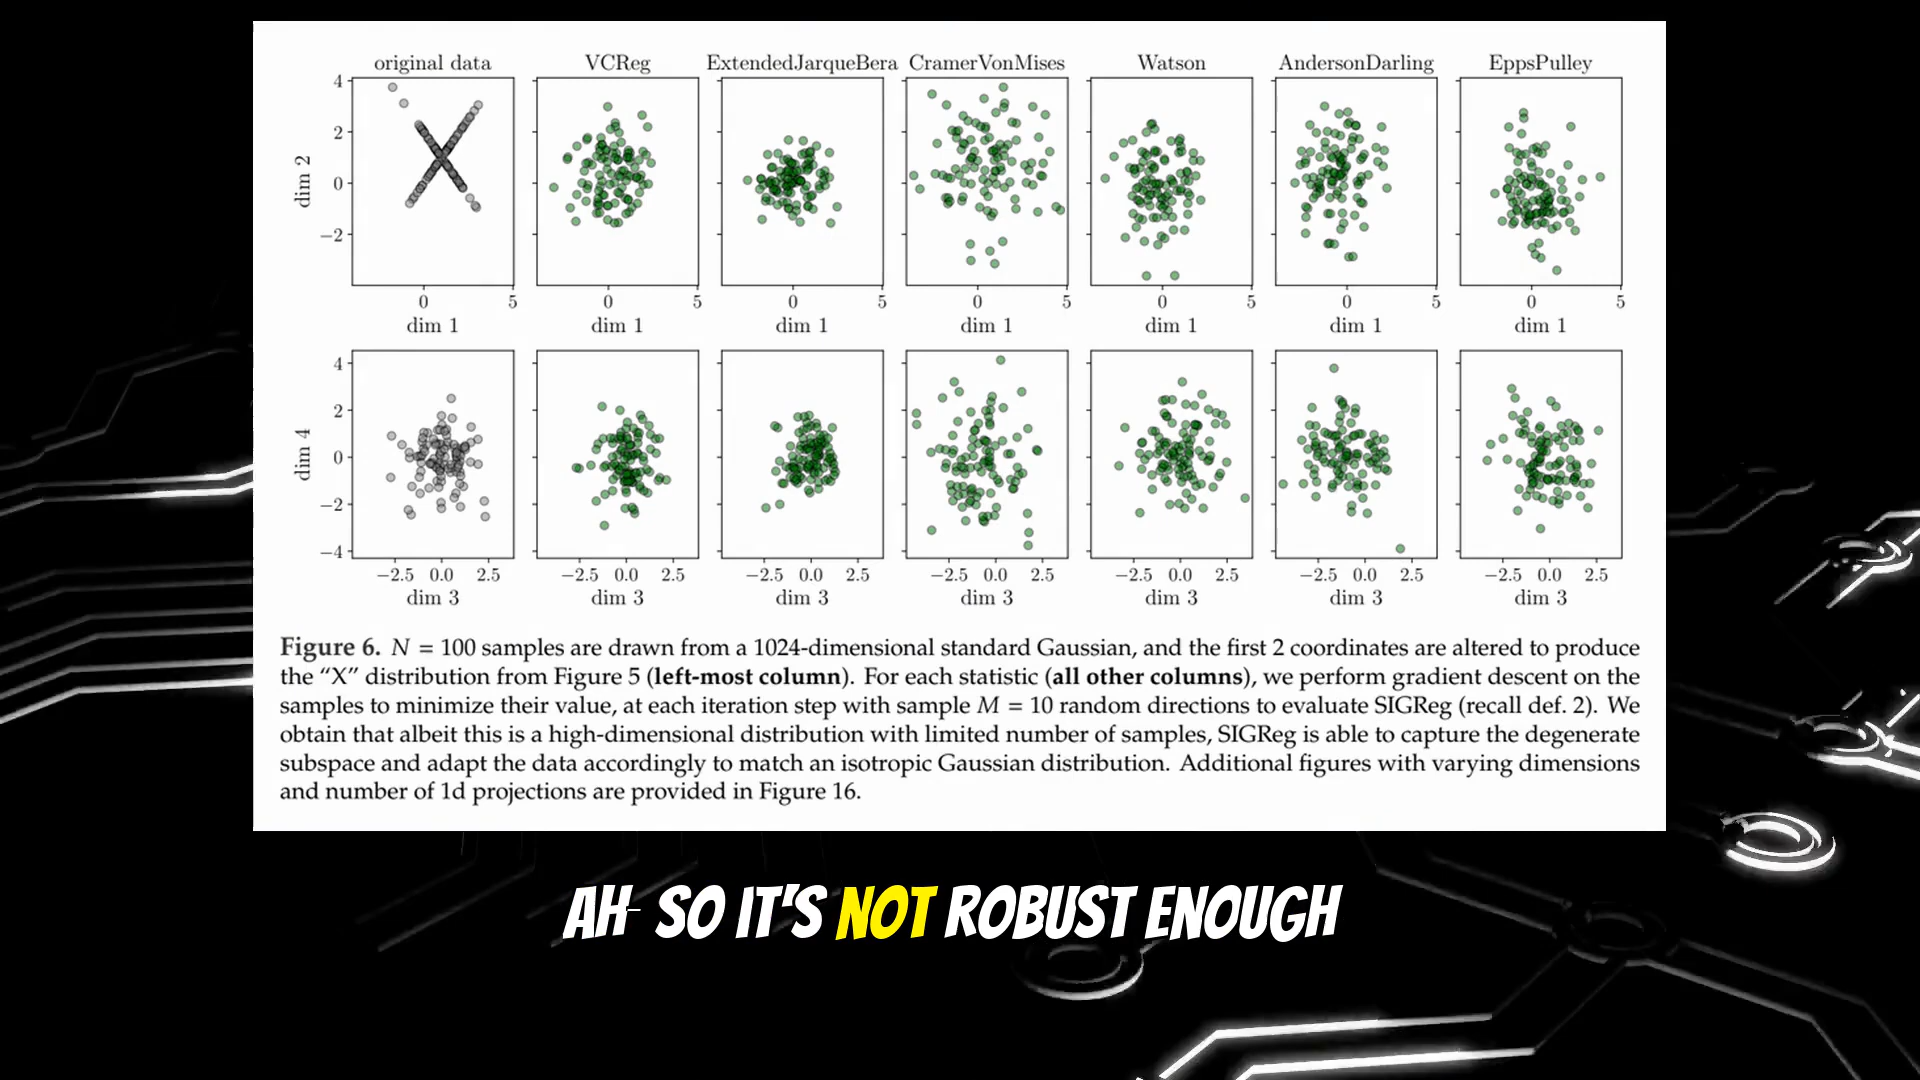 original data VCReg ExtendedJarqueBera CramerVonMises Watson AndersonDarling EppsPulley
4
2
0
−2
dim 2
0 5 0 5 0 5 0 5 0 5 0 5 0 5
dim 1 dim 1 dim 1 dim 1 dim 1 dim 1 dim 1
4
2
0
−2
−4
dim 4
−2.5 0.0 2.5 −2.5 0.0 2.5 −2.5 0.0 2.5 −2.5 0.0 2.5 −2.5 0.0 2.5 −2.5 0.0 2.5 −2.5 0.0 2.5
dim 3 dim 3 dim 3 dim 3 dim 3 dim 3 dim 3
Figure 6. N = 100 samples are drawn from a 1024-dimensional standard Gaussian, and the first 2 coordinates are altered to produce
the “X” distribution from Figure 5 (left-most column). For each statistic (all other columns), we perform gradient descent on the
samples to minimize their value, at each iteration step with sample M = 10 random directions to evaluate SIGReg (recall def. 2). We
obtain that albeit this is a high-dimensional distribution with limited number of samples, SIGReg is able to capture the degenerate
subspace and adapt the data accordingly to match an isotropic Gaussian distribution. Additional figures with varying dimensions
and number of 1d projections are provided in Figure 16.
AH- SO IT'S NOT ROBUST ENOUGH